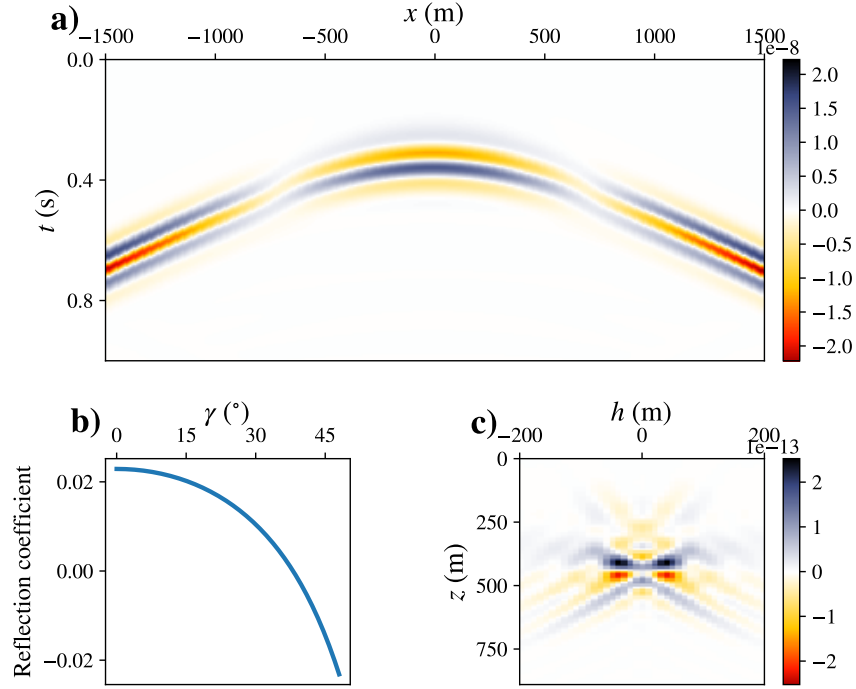 a)
x (m)
−1500 −1000 −500 0 500 1000 1500
1e−8
t (s)
0.0
0.4
0.8
2.0
1.5
1.0
0.5
0.0
−0.5
−1.0
−1.5
−2.0
b)
γ (°)
0 15 30 45
Reflection coefficient
0.02
0.00
−0.02
c)
h (m)
−200 0 200
1e−13
z (m)
0
250
500
750
2
1
0
−1
−2